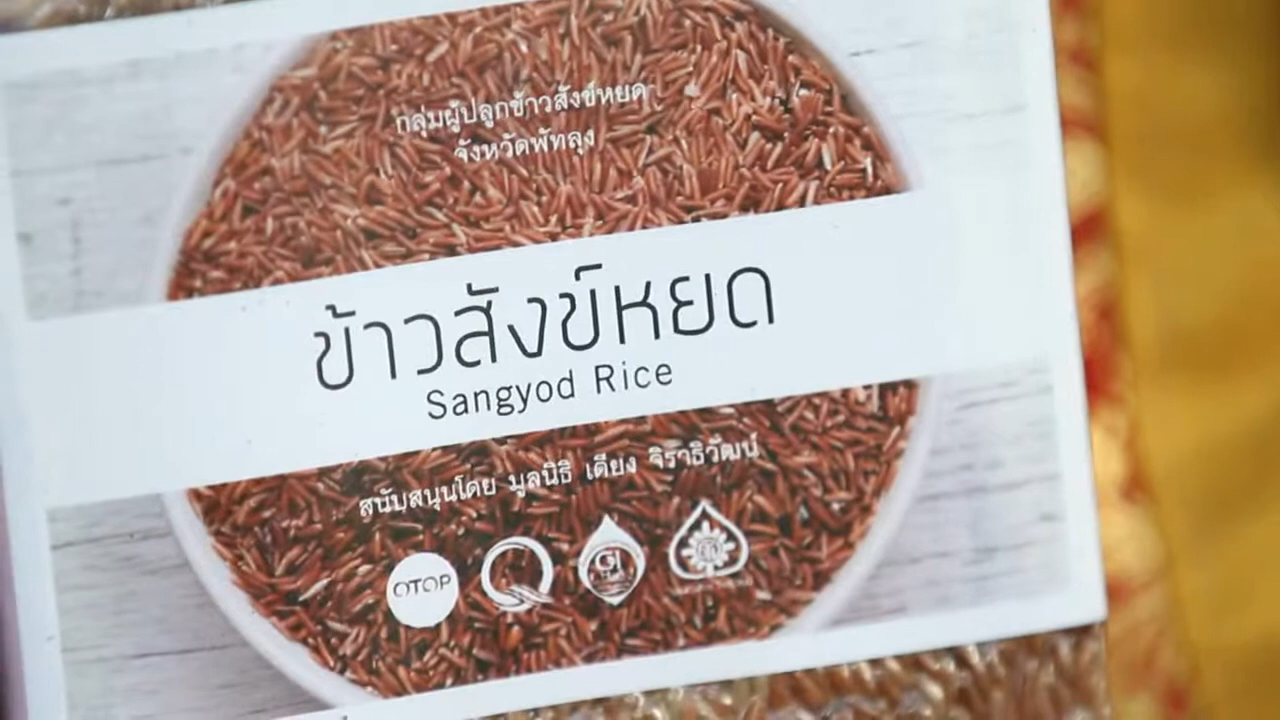 กลุ่มผู้ปลูกข้าวสังข์หยด
จังหวัดพัทลุง
ข้าวสังข์หยด
Sangyod Rice
สนับสนุนโดย มูลนิธิ เตียง จิราธิวัฒน์
OTOP
Q
GI